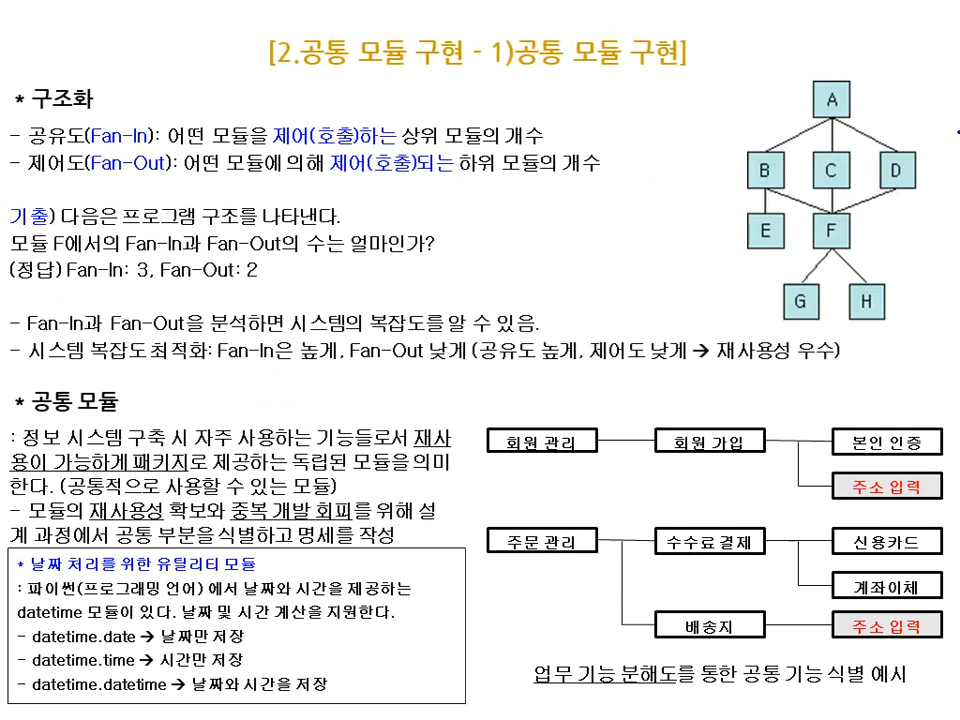 [2.공통 모듈 구현 - 1)공통 모듈 구현]
* 구조화
- 공유도(Fan-In): 어떤 모듈을 제어(호출)하는 상위 모듈의 개수
- 제어도(Fan-Out): 어떤 모듈에 의해 제어(호출)되는 하위 모듈의 개수
기출) 다음은 프로그램 구조를 나타낸다.
모듈 F에서의 Fan-In과 Fan-Out의 수는 얼마인가?
(정답) Fan-In: 3, Fan-Out: 2
- Fan-In과 Fan-Out을 분석하면 시스템의 복잡도를 알 수 있음.
- 시스템 복잡도 최적화: Fan-In은 높게, Fan-Out 낮게 (공유도 높게, 제어도 낮게 → 재사용성 우수)
A
B C D
E F
G H
* 공통 모듈
: 정보 시스템 구축 시 자주 사용하는 기능들로서 재사
용이 가능하게 패키지로 제공하는 독립된 모듈을 의미
한다. (공통적으로 사용할 수 있는 모듈)
- 모듈의 재사용성 확보와 중복 개발 회피를 위해 설
계 과정에서 공통 부분을 식별하고 명세를 작성
* 날짜 처리를 위한 유틸리티 모듈
: 파이썬(프로그래밍 언어) 에서 날짜와 시간을 제공하는
datetime 모듈이 있다. 날짜 및 시간 계산을 지원한다.
- datetime.date → 날짜만 저장
- datetime.time → 시간만 저장
- datetime.datetime → 날짜와 시간을 저장
회원 관리 회원 가입 본인 인증
주소 입력
주문 관리 수수료 결제 신용카드
계좌이체
배송지 주소 입력
업무 기능 분해도를 통한 공통 기능 식별 예시